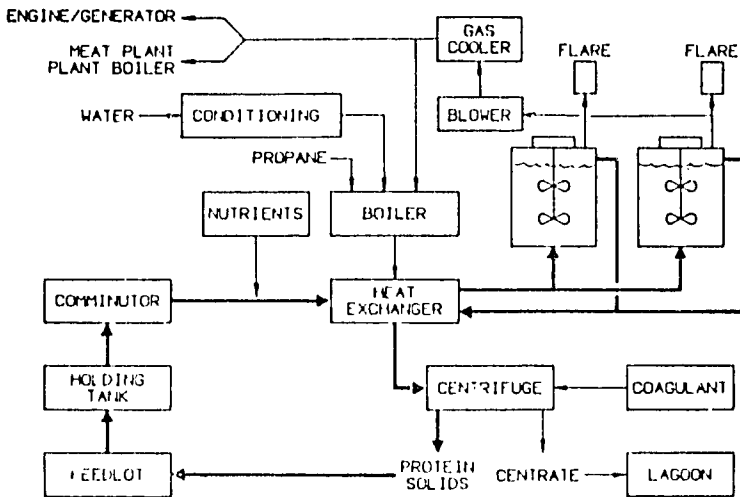 ENGINE/GENERATOR
MEAT PLANT
PLANT BOILER
GAS
COOLER
FLARE
FLARE
WATER
CONDITIONING
BLOWER
PROPANE
NUTRIENTS
BOILER
COMMINUTOR
HEAT
EXCHANGER
HOLDING
TANK
CENTRIFUGE
COAGULANT
FEEDLOT
PROTEIN
SOLIDS
CENTRATE
LAGOON